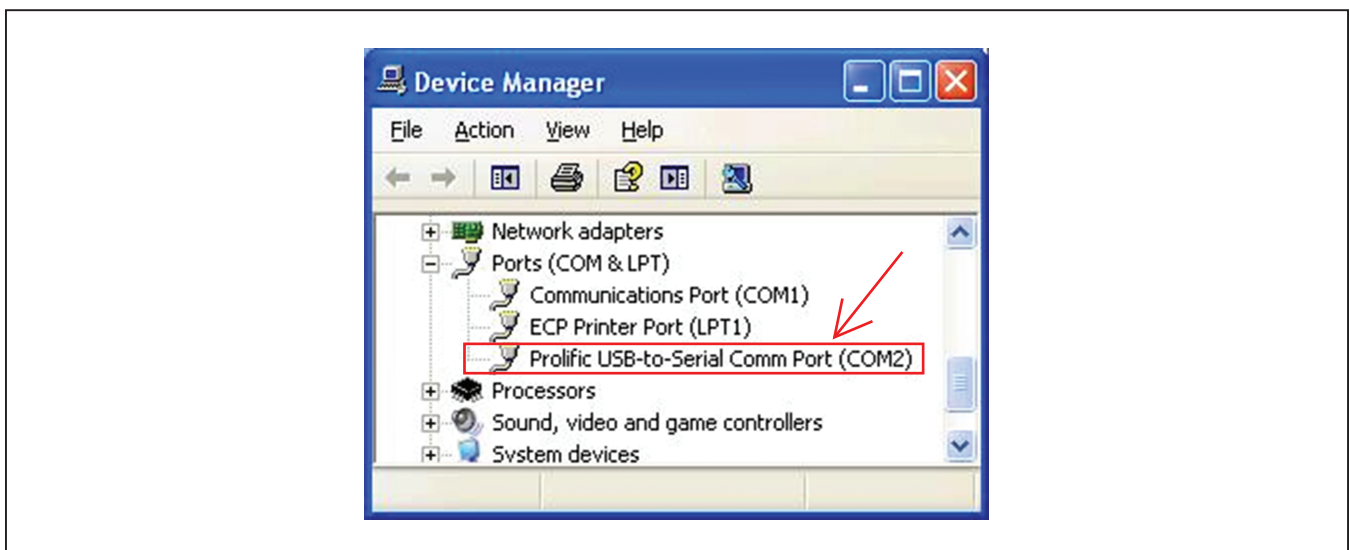 Device Manager
File Action View Help
Network adapters
Ports (COM & LPT)
Communications Port (COM1)
ECP Printer Port (LPT1)
Prolific USB-to-Serial Comm Port (COM2)
Processors
Sound, video and game controllers
System devices